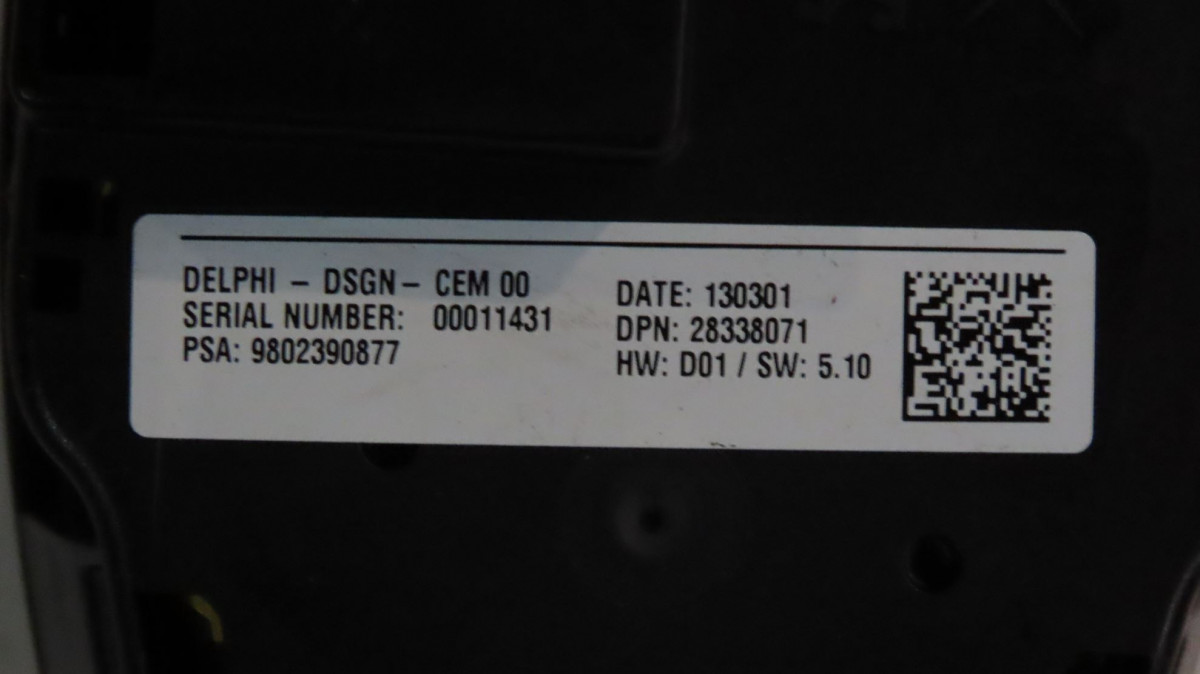 DELPHI – DSGN – CEM 00
SERIAL NUMBER: 00011431
PSA: 9802390877
DATE: 130301
DPN: 28338071
HW: D01 / SW: 5.10